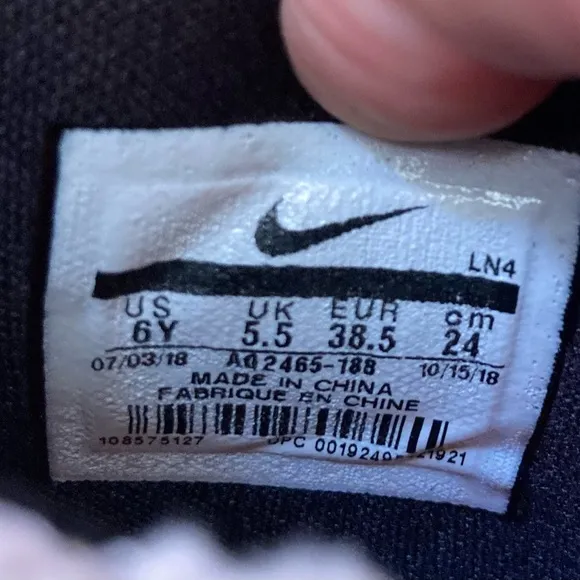 LN4
US UK EUR cm
6Y 5.5 38.5 24
07/03/18 AQ2465-188 10/15/18
MADE IN CHINA
FABRIQUE EN CHINE
108575127